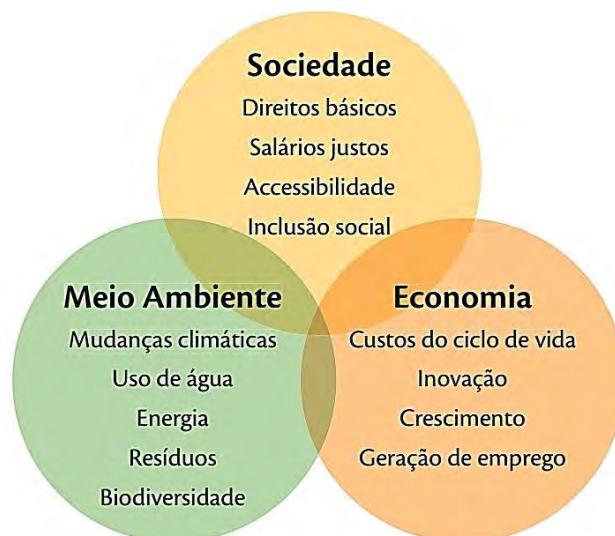 Sociedade
Direitos básicos
Salários justos
Accessibilidade
Inclusão social
Meio Ambiente
Mudanças climáticas
Uso de água
Energia
Resíduos
Biodiversidade
Economia
Custos do ciclo de vida
Inovação
Crescimento
Geração de emprego